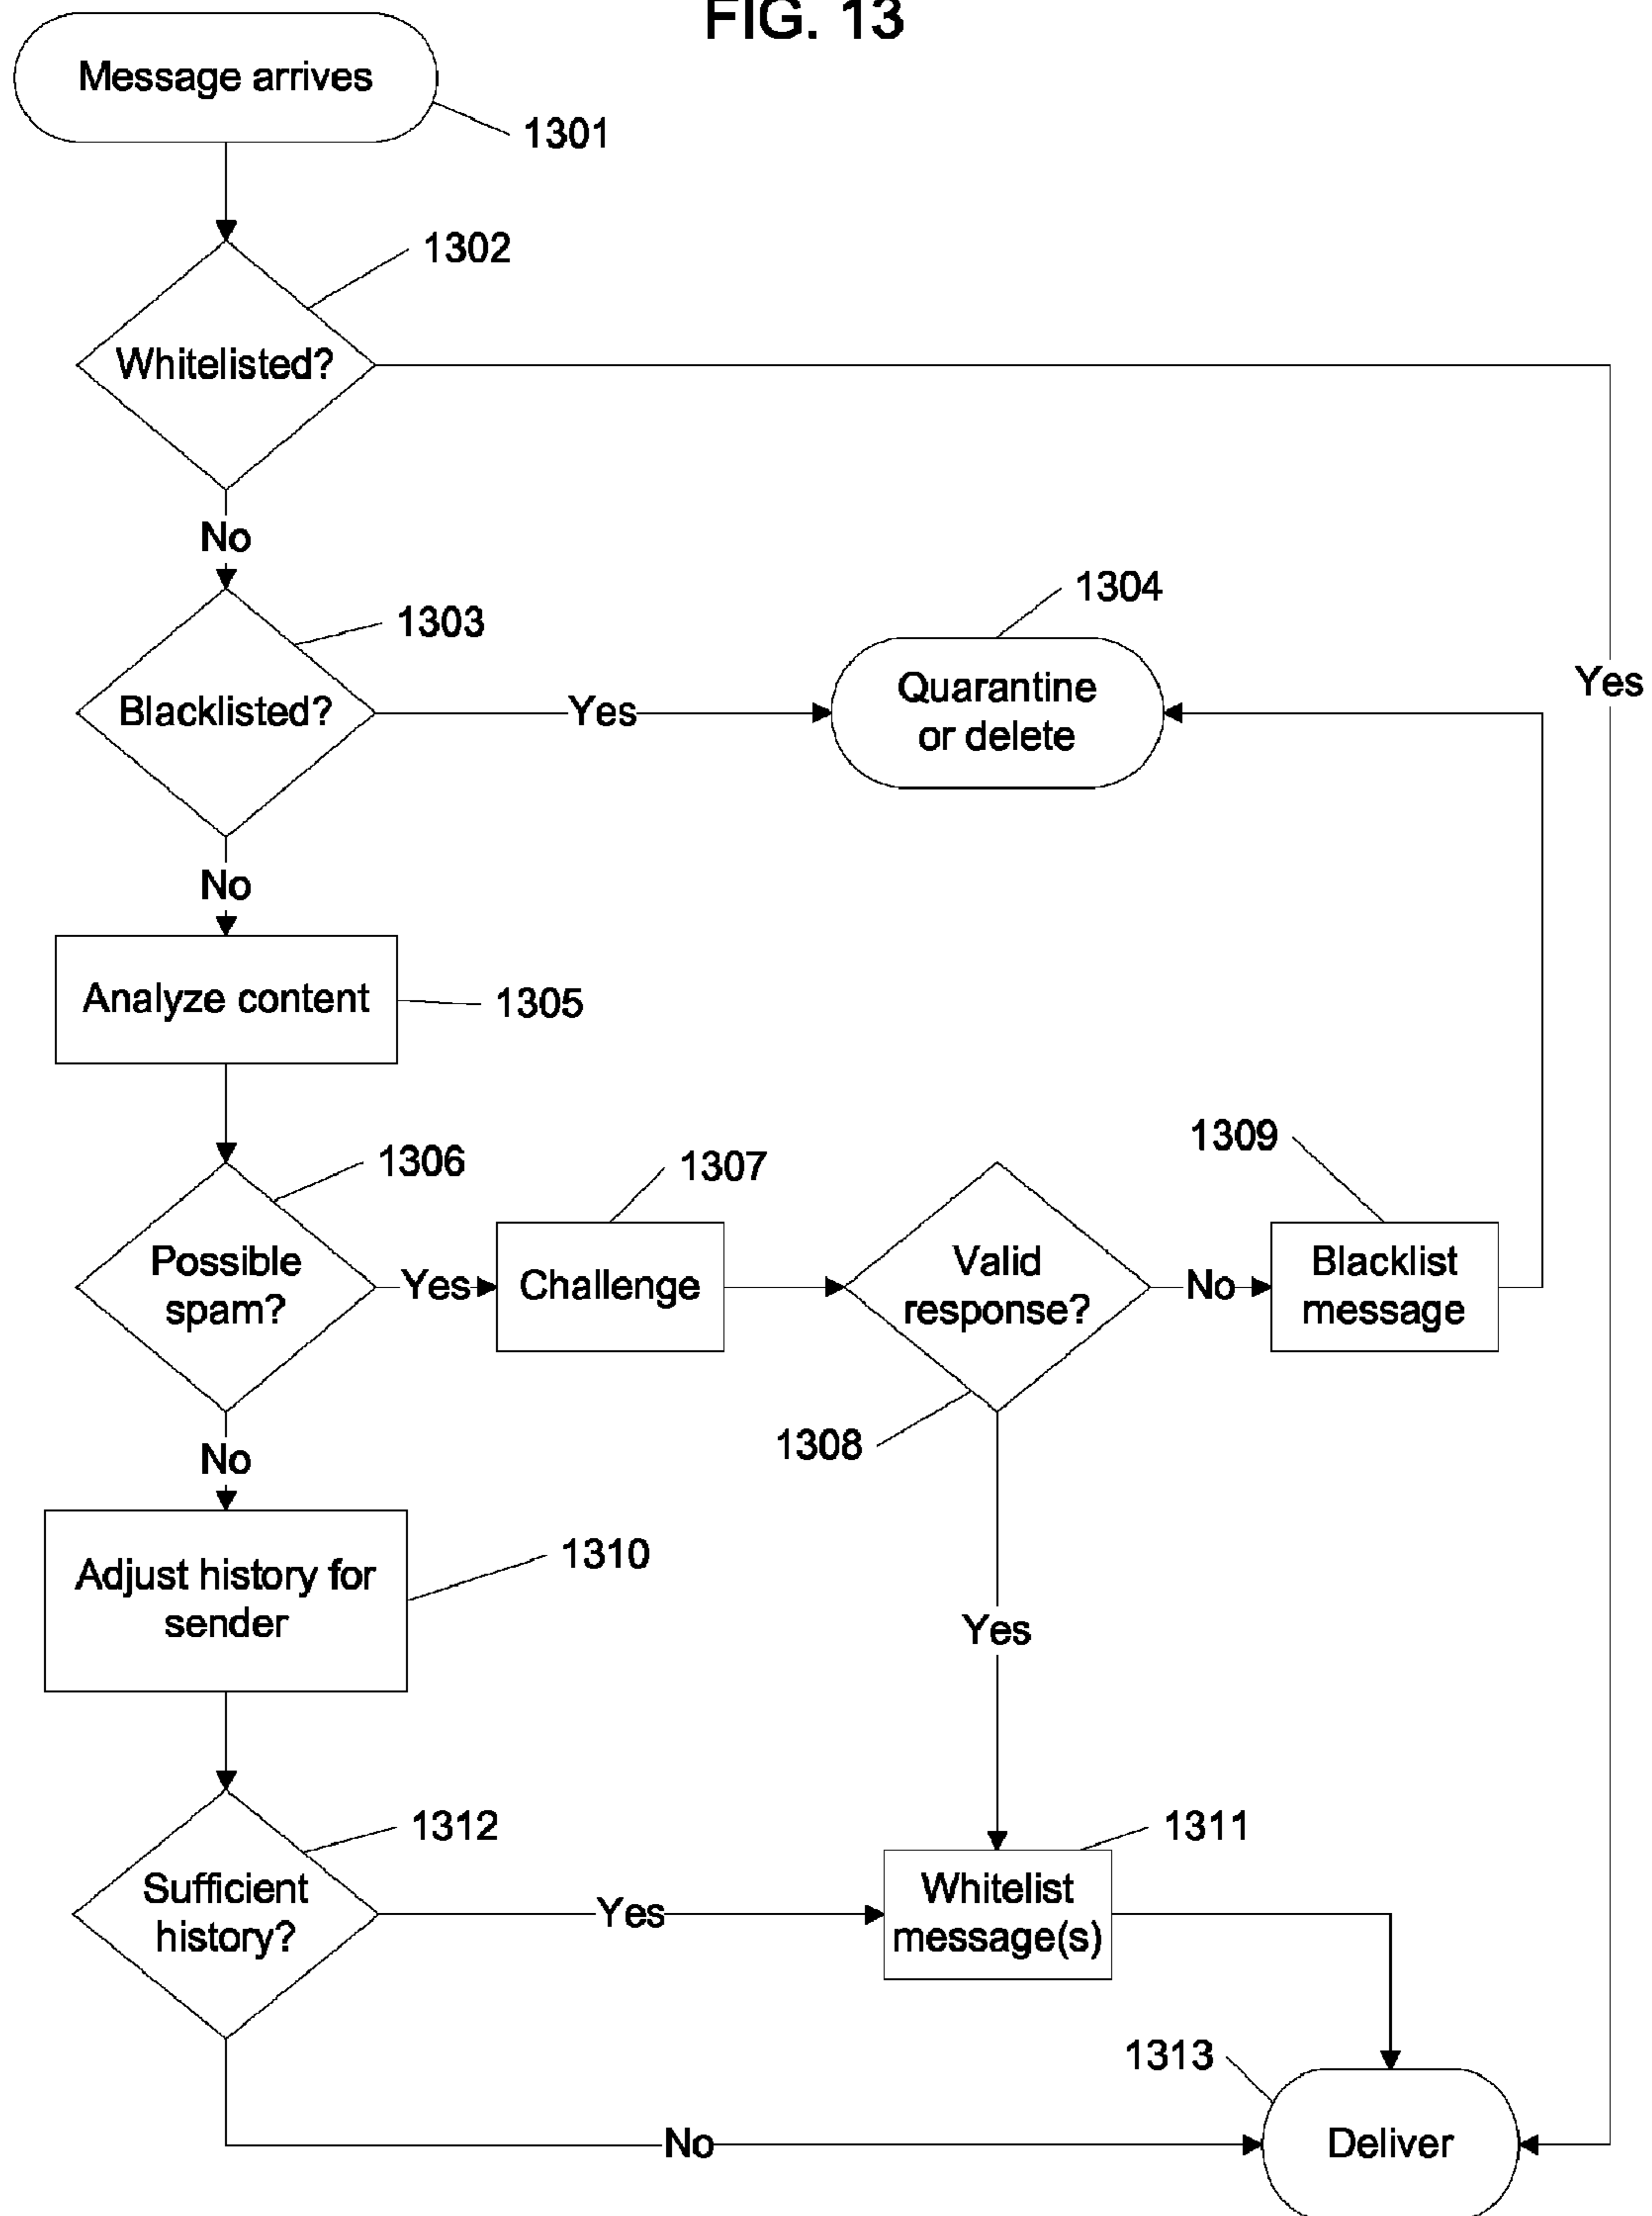 FIG. 13
Message arrives
1301
1302
Whitelisted?
Yes
No
1303
1304
Blacklisted?
Yes
Quarantine
or delete
No
Analyze content
1305
1306
1307
1309
Possible
spam?
Yes
Challenge
Valid
response?
No
Blacklist
message
1308
No
Adjust history for
sender
1310
Yes
1312
1311
Sufficient
history?
Yes
Whitelist
message(s)
1313
No
Deliver